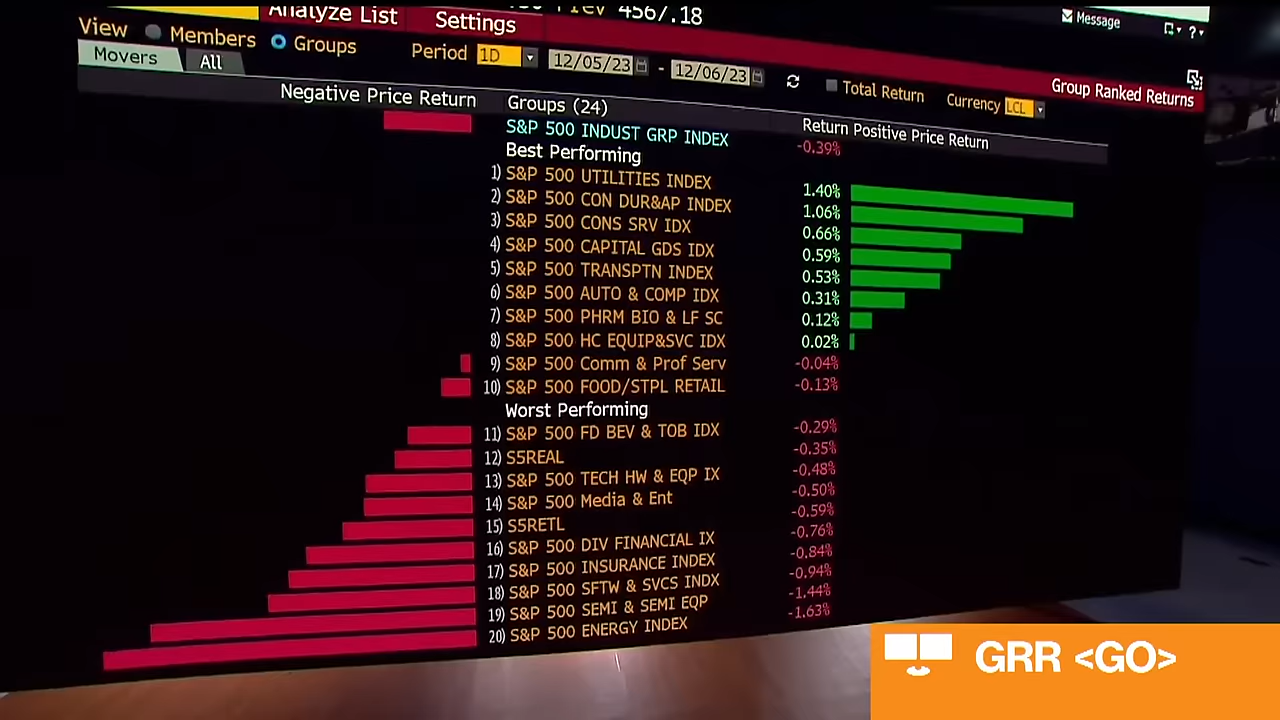 Prev 4567.18
Analyze List Settings
Message
View Members Groups Period 1D 12/05/23 - 12/06/23 Total Return Currency LCL Group Ranked Returns
Movers All
Negative Price Return Groups (24) Return Positive Price Return
S&P 500 INDUST GRP INDEX -0.39%
Best Performing
1) S&P 500 UTILITIES INDEX 1.40%
2) S&P 500 CON DUR&AP INDEX 1.06%
3) S&P 500 CONS SRV IDX 0.66%
4) S&P 500 CAPITAL GDS IDX 0.59%
5) S&P 500 TRANSPTN INDEX 0.53%
6) S&P 500 AUTO & COMP IDX 0.31%
7) S&P 500 PHRM BIO & LF SC 0.12%
8) S&P 500 HC EQUIP&SVC IDX 0.02%
9) S&P 500 Comm & Prof Serv -0.04%
10) S&P 500 FOOD/STPL RETAIL -0.13%
Worst Performing
11) S&P 500 FD BEV & TOB IDX -0.29%
12) S5REAL -0.35%
13) S&P 500 TECH HW & EQP IX -0.48%
14) S&P 500 Media & Ent -0.50%
15) S5RETL -0.59%
16) S&P 500 DIV FINANCIAL IX -0.76%
17) S&P 500 INSURANCE INDEX -0.84%
18) S&P 500 SFTW & SVCS INDX -0.94%
19) S&P 500 SEMI & SEMI EQP -1.44%
20) S&P 500 ENERGY INDEX -1.63%
GRR <GO>